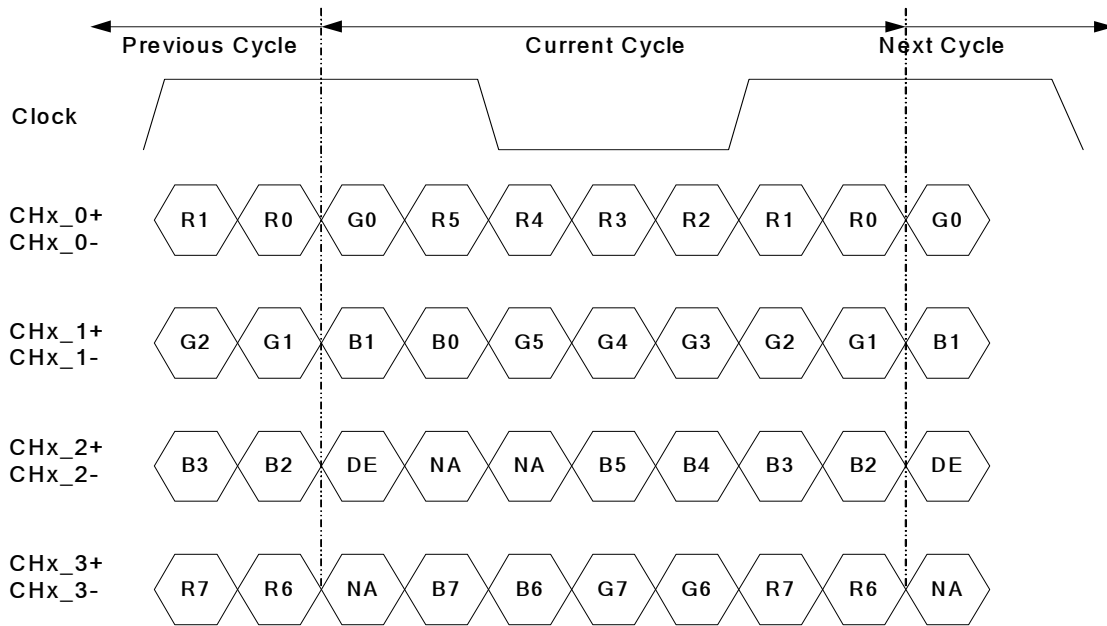 Previous Cycle Current Cycle Next Cycle
Clock
CHx_0+
CHx_0-
R1 R0 G0 R5 R4 R3 R2 R1 R0 G0
CHx_1+
CHx_1-
G2 G1 B1 B0 G5 G4 G3 G2 G1 B1
CHx_2+
CHx_2-
B3 B2 DE NA NA B5 B4 B3 B2 DE
CHx_3+
CHx_3-
R7 R6 NA B7 B6 G7 G6 R7 R6 NA